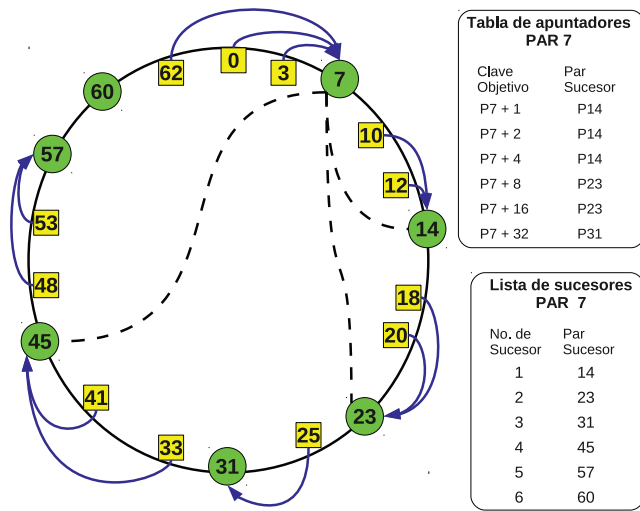 0
62
3
7
60
10
57
12
53
14
48
18
20
45
41
23
33
25
31
Tabla de apuntadores
PAR 7
Clave Objetivo Par Sucesor
P7 + 1 P14
P7 + 2 P14
P7 + 4 P14
P7 + 8 P23
P7 + 16 P23
P7 + 32 P31
Lista de sucesores
PAR 7
No. de Sucesor Par Sucesor
1 14
2 23
3 31
4 45
5 57
6 60